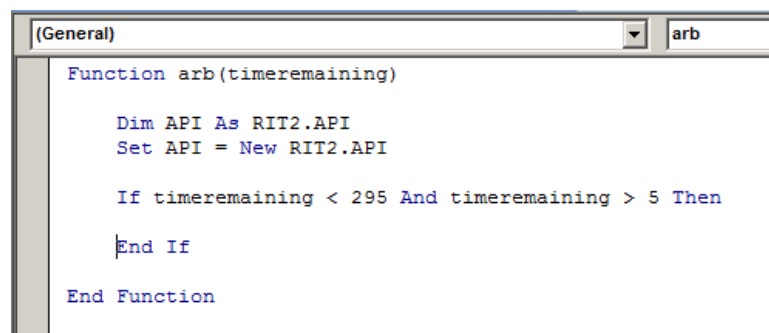 (General) arb
Function arb(timeremaining)
Dim API As RIT2.API
Set API = New RIT2.API
If timeremaining < 295 And timeremaining > 5 Then
End If
End Function